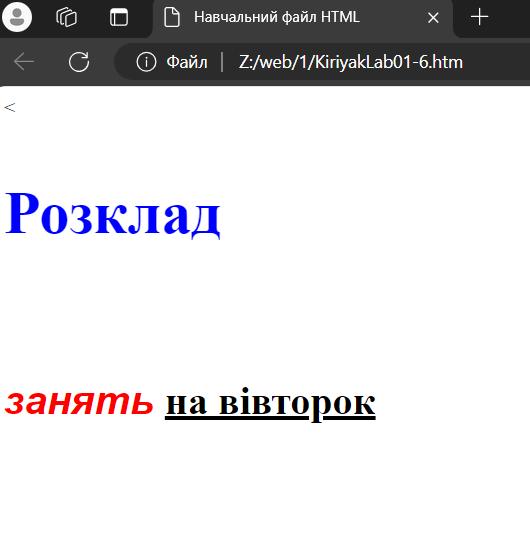 Навчальний файл HTML
Файл | Z:/web/1/KiriyakLab01-6.htm
<
Розклад
занять на вівторок